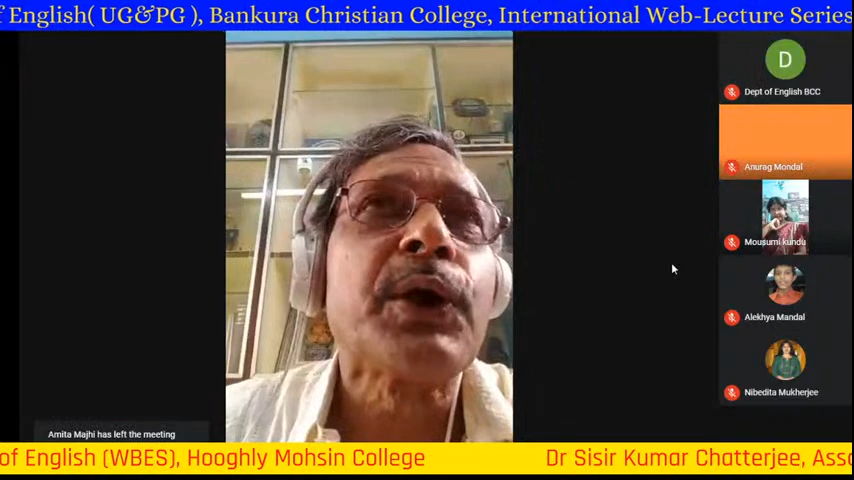 f English( UG&PG ), Bankura Christian College, International Web-Lecture Series
D
Dept of English BCC
Anurag Mondal
Mousumi kundu
Alekhya Mandal
Nibedita Mukherjee
Amita Majhi has left the meeting
of English (WBES), Hooghly Mohsin College Dr Sisir Kumar Chatterjee, Asso